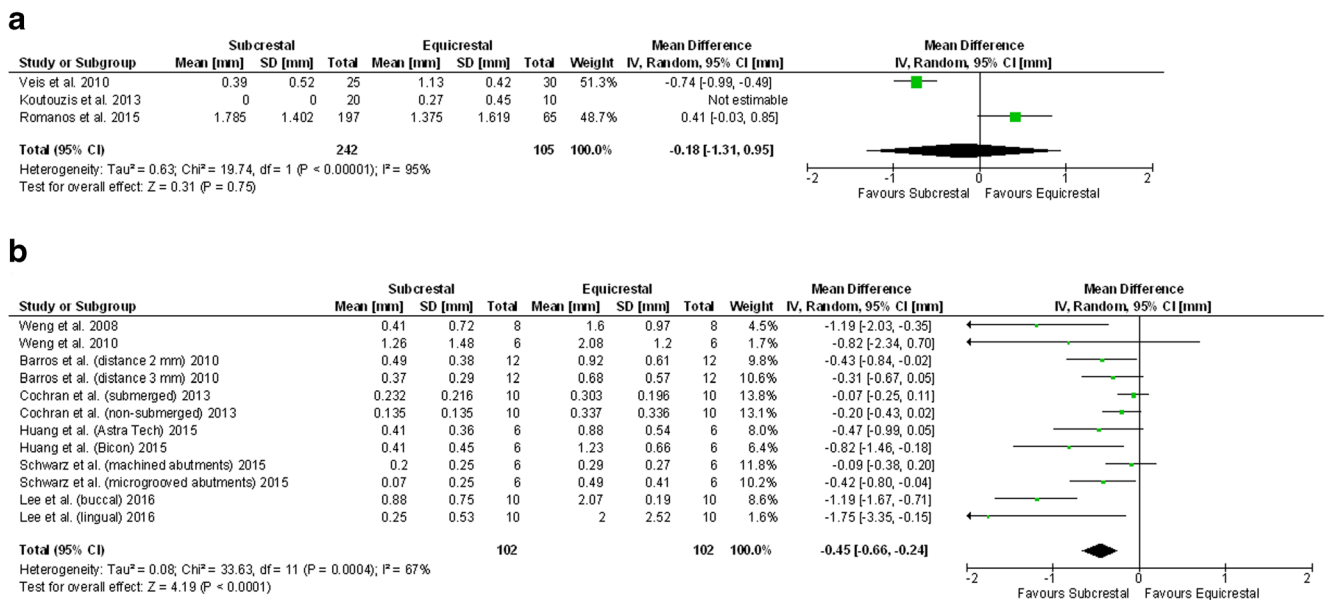 a
Subcrestal Equicrestal Mean Difference Mean Difference
Study or Subgroup Mean [mm] SD [mm] Total Mean [mm] SD [mm] Total Weight IV, Random, 95% CI [mm] IV, Random, 95% CI [mm]
Veis et al. 2010 0.39 0.52 25 1.13 0.42 30 51.3% -0.74 [-0.99, -0.49]
Koutouzis et al. 2013 0 0 20 0.27 0.45 10 Not estimable
Romanos et al. 2015 1.785 1.402 197 1.375 1.619 65 48.7% 0.41 [-0.03, 0.85]
Total (95% CI) 242 105 100.0% -0.18 [-1.31, 0.95]
Heterogeneity: Tau² = 0.63; Chi² = 19.74, df = 1 (P < 0.00001); I² = 95%
Test for overall effect: Z = 0.31 (P = 0.75)
-2 -1 0 1 2
Favours Subcrestal Favours Equicrestal
b
Subcrestal Equicrestal Mean Difference Mean Difference
Study or Subgroup Mean [mm] SD [mm] Total Mean [mm] SD [mm] Total Weight IV, Random, 95% CI [mm] IV, Random, 95% CI [mm]
Weng et al. 2008 0.41 0.72 8 1.6 0.97 8 4.5% -1.19 [-2.03, -0.35]
Weng et al. 2010 1.26 1.48 6 2.08 1.2 6 1.7% -0.82 [-2.34, 0.70]
Barros et al. (distance 2 mm) 2010 0.49 0.38 12 0.92 0.61 12 9.8% -0.43 [-0.84, -0.02]
Barros et al. (distance 3 mm) 2010 0.37 0.29 12 0.68 0.57 12 10.6% -0.31 [-0.67, 0.05]
Cochran et al. (submerged) 2013 0.232 0.216 10 0.303 0.196 10 13.8% -0.07 [-0.25, 0.11]
Cochran et al. (non-submerged) 2013 0.135 0.135 10 0.337 0.336 10 13.1% -0.20 [-0.43, 0.02]
Huang et al. (Astra Tech) 2015 0.41 0.36 6 0.88 0.54 6 8.0% -0.47 [-0.99, 0.05]
Huang et al. (Bicon) 2015 0.41 0.45 6 1.23 0.66 6 6.4% -0.82 [-1.46, -0.18]
Schwarz et al. (machined abutments) 2015 0.2 0.25 6 0.29 0.27 6 11.8% -0.09 [-0.38, 0.20]
Schwarz et al. (microgrooved abutments) 2015 0.07 0.25 6 0.49 0.41 6 10.2% -0.42 [-0.80, -0.04]
Lee et al. (buccal) 2016 0.88 0.75 10 2.07 0.19 10 8.6% -1.19 [-1.67, -0.71]
Lee et al. (lingual) 2016 0.25 0.53 10 2 2.52 10 1.6% -1.75 [-3.35, -0.15]
Total (95% CI) 102 102 100.0% -0.45 [-0.66, -0.24]
Heterogeneity: Tau² = 0.08; Chi² = 33.63, df = 11 (P = 0.0004); I² = 67%
Test for overall effect: Z = 4.19 (P < 0.0001)
-2 -1 0 1 2
Favours Subcrestal Favours Equicrestal